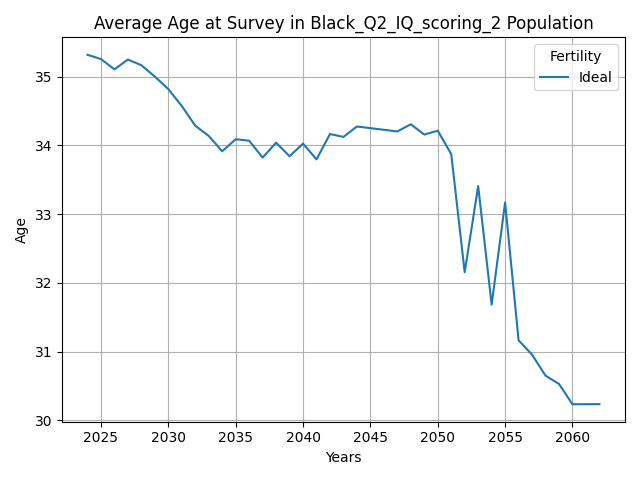 Average Age at Survey in Black_Q2_IQ_scoring_2 Population
Fertility
Ideal
35
34
33
32
31
30
Age
2025
2030
2035
2040
2045
2050
2055
2060
Years